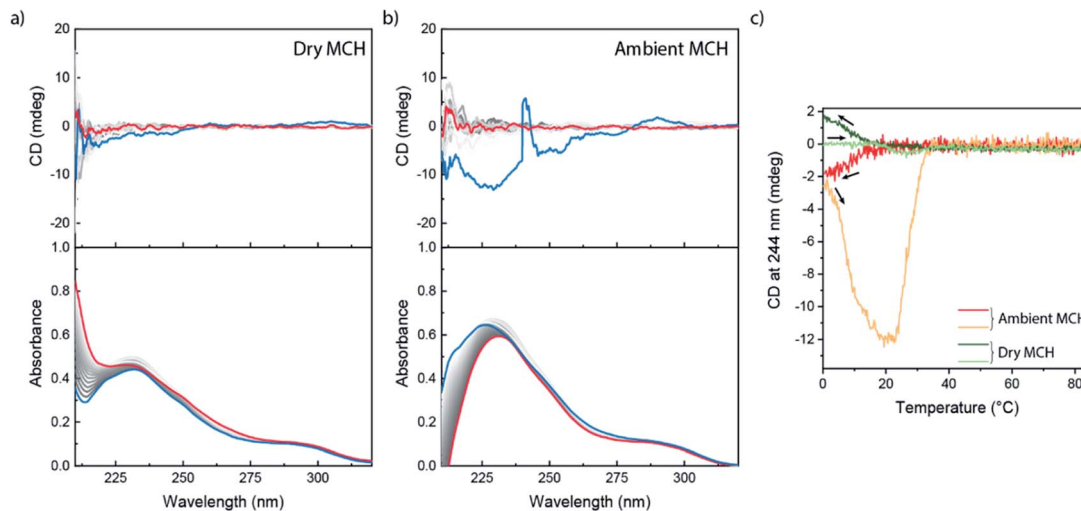 a)
Dry MCH
CD (mdeg)
20
10
0
-10
-20
Absorbance
1.0
0.8
0.6
0.4
0.2
0.0
225
250
275
300
Wavelength (nm)
b)
Ambient MCH
CD (mdeg)
20
10
0
-10
-20
Absorbance
1.0
0.8
0.6
0.4
0.2
0.0
225
250
275
300
Wavelength (nm)
c)
CD at 244 nm (mdeg)
2
0
-2
-4
-6
-8
-10
-12
Ambient MCH
Dry MCH
0
20
40
60
80
Temperature (°C)